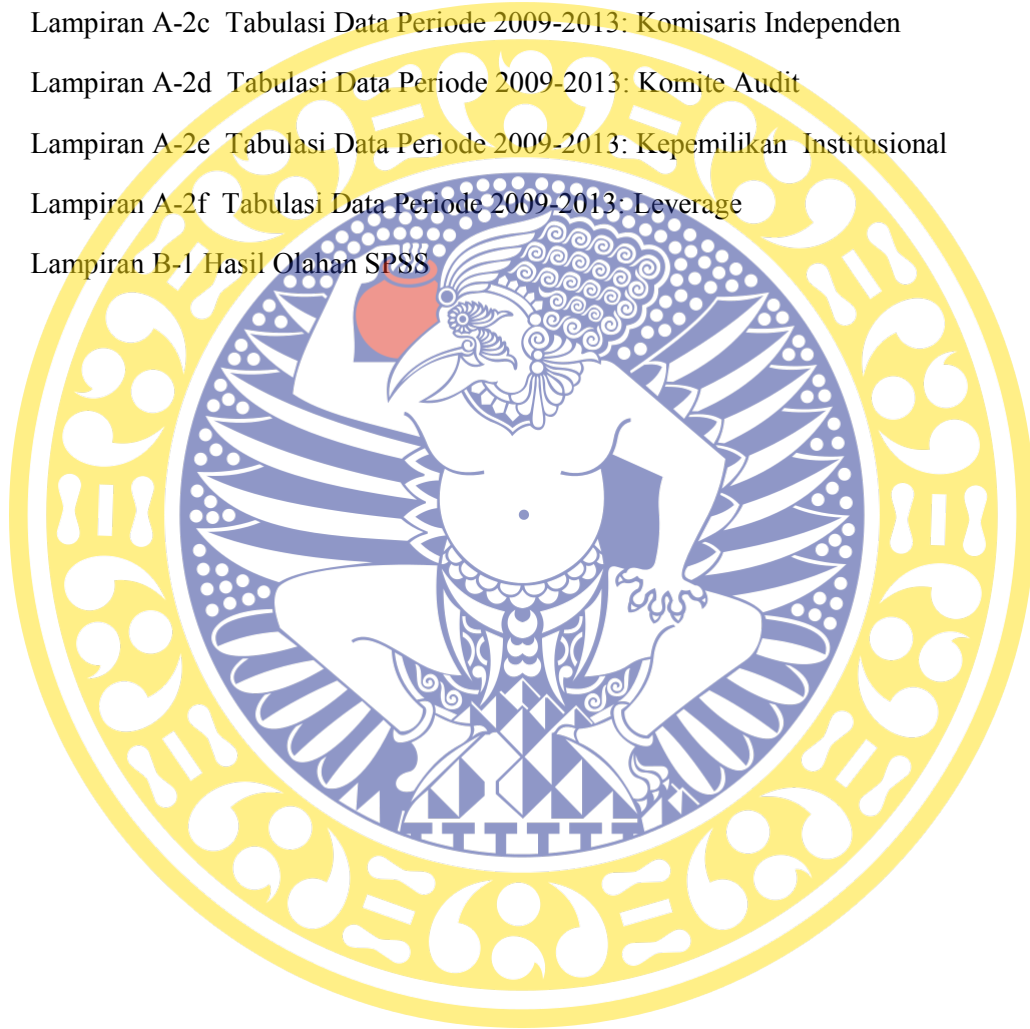 Lampiran A-2c Tabulasi Data Periode 2009-2013: Komisaris Independen
Lampiran A-2d Tabulasi Data Periode 2009-2013: Komite Audit
Lampiran A-2e Tabulasi Data Periode 2009-2013: Kepemilikan Institusional
Lampiran A-2f Tabulasi Data Periode 2009-2013: Leverage
Lampiran B-1 Hasil Olahan SPSS